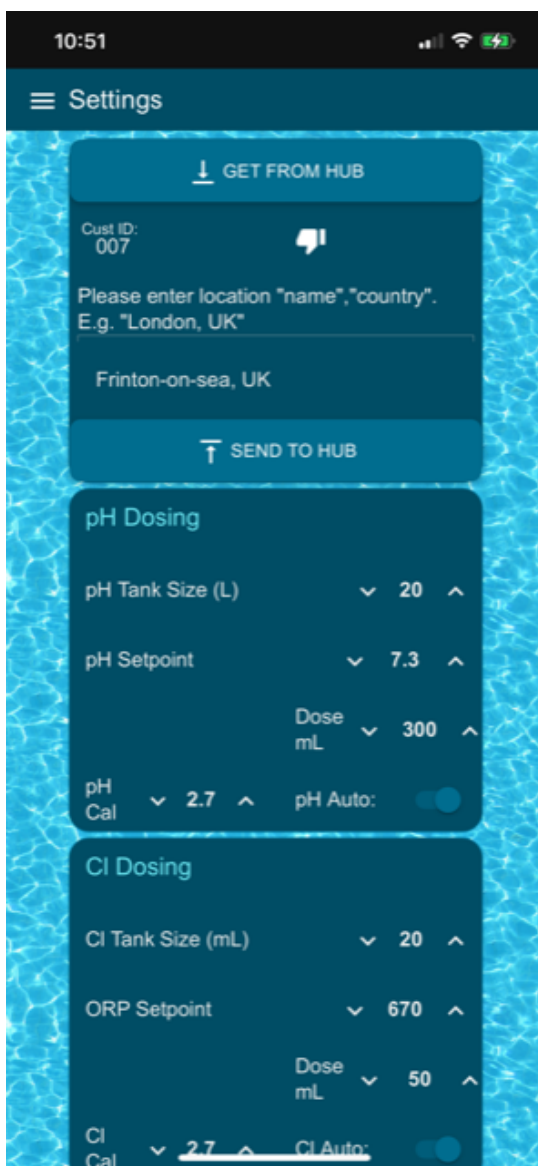 10:51
Settings
GET FROM HUB
Cust ID:
007
Please enter location "name","country".
E.g. "London, UK"
Frinton-on-sea, UK
SEND TO HUB
pH Dosing
pH Tank Size (L) 20
pH Setpoint 7.3
Dose
mL 300
pH
Cal 2.7 pH Auto:
Cl Dosing
Cl Tank Size (mL) 20
ORP Setpoint 670
Dose
mL 50
Cl
Cal 2.7 Cl Auto: